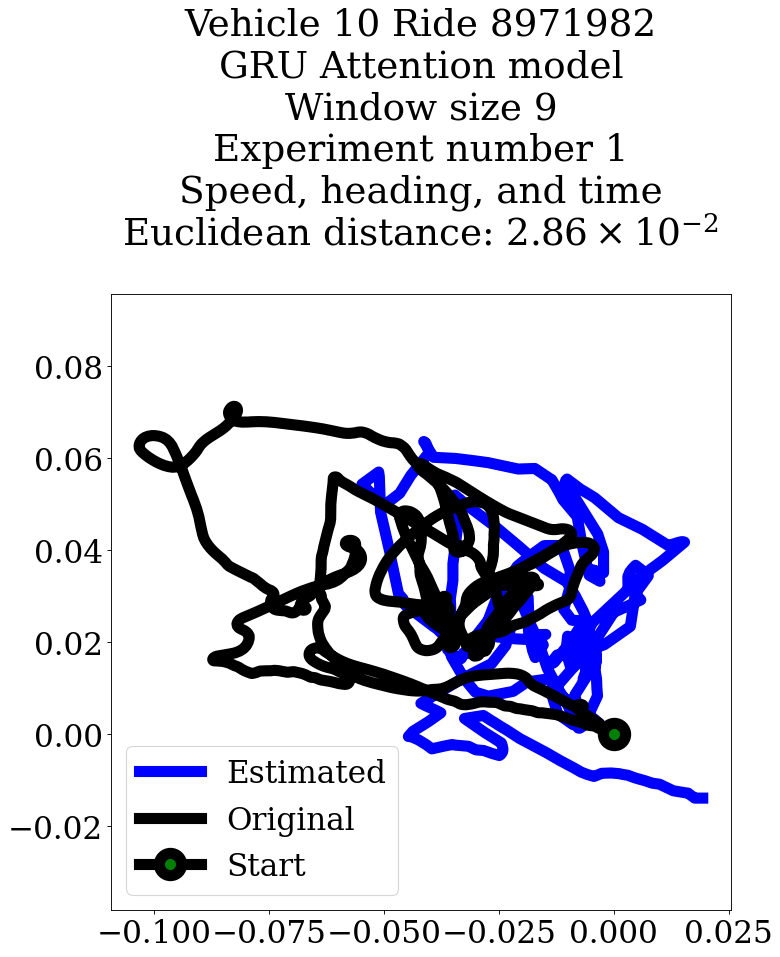 Vehicle 10 Ride 8971982
GRU Attention model
Window size 9
Experiment number 1
Speed, heading, and time
Euclidean distance: 2.86 × 10⁻²
0.08
0.06
0.04
0.02
0.00
−0.02
Estimated
Original
Start
−0.100 −0.075 −0.050 −0.025 0.000 0.025